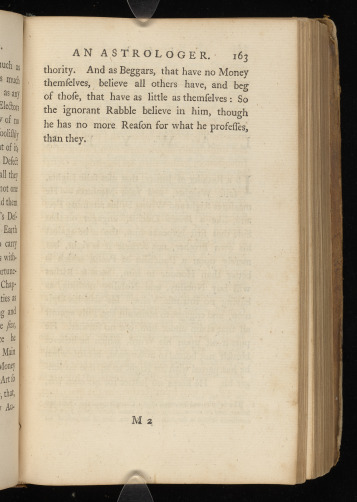 AN ASTROLOGER. 163
thority. And as Beggars, that have no Money
themſelves, believe all others have, and beg
of thoſe, that have as little as themſelves: So
the ignorant Rabble believe in him, though
he has no more Reaſon for what he profeſſes,
than they.
M 2